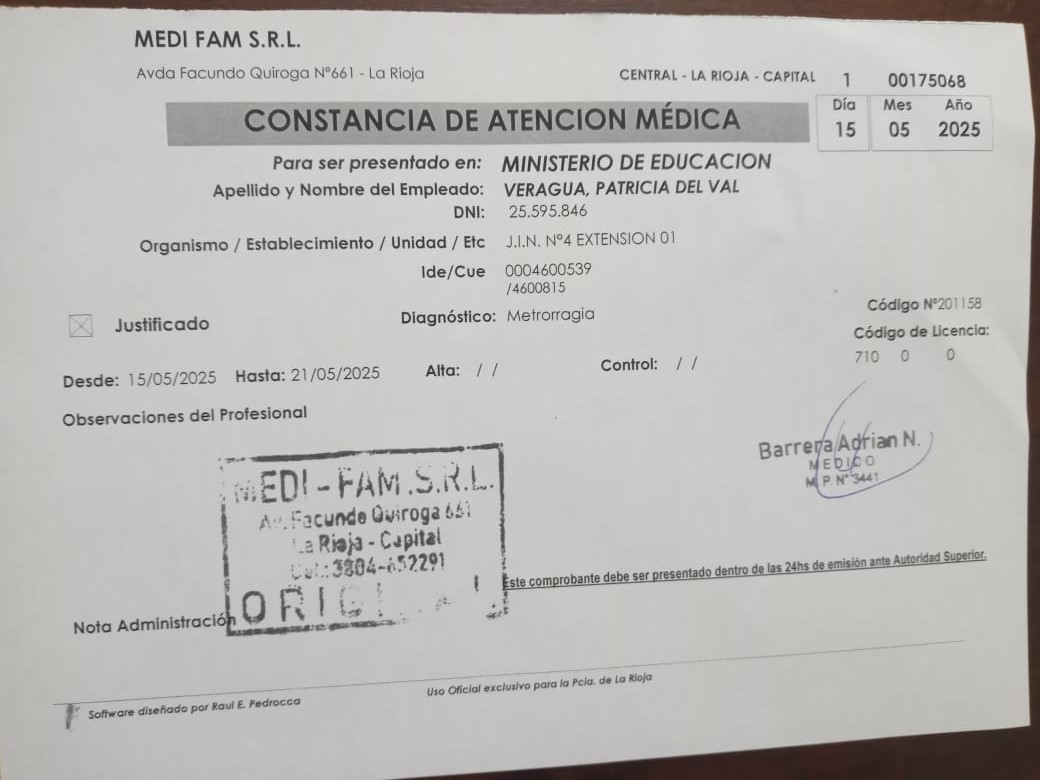 MEDI FAM S.R.L.
Avda Facundo Quiroga Nº661 - La Rioja
CENTRAL - LA RIOJA - CAPITAL 1 00175068
CONSTANCIA DE ATENCION MÉDICA
Día Mes Año
15 05 2025
Para ser presentado en: MINISTERIO DE EDUCACION
Apellido y Nombre del Empleado: VERAGUA, PATRICIA DEL VAL
DNI: 25.595.846
Organismo / Establecimiento / Unidad / Etc J.I.N. Nº4 EXTENSION 01
Ide/Cue 0004600539
/4600815
Código Nº201158
Justificado
Diagnóstico: Metrorragia
Código de Licencia:
710 0 0
Desde: 15/05/2025 Hasta: 21/05/2025 Alta: / / Control: / /
Observaciones del Profesional
Barrera Adrian N.
MEDICO
M.P. Nº 3441
MEDI - FAM.S.R.L.
Av. Facundo Quiroga 661
La Rioja - Capital
Cel.:3804-652291
Este comprobante debe ser presentado dentro de las 24hs de emisión ante Autoridad Superior.
Nota Administración
Software diseñado por Raul E. Pedrocca
Uso Oficial exclusivo para la Pcia. de La Rioja